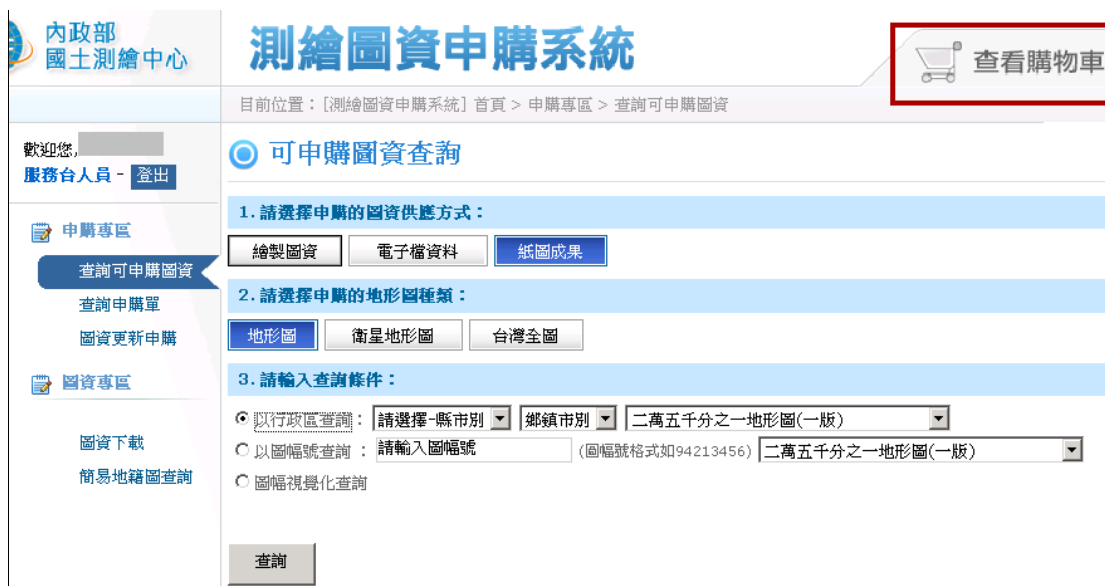 內政部
國土測繪中心
測繪圖資申購系統
查看購物車
目前位置：[測繪圖資申購系統] 首頁 > 申購專區 > 查詢可申購圖資
歡迎您,
服務台人員 - 登出
申購專區
查詢可申購圖資
查詢申購單
圖資更新申購
圖資專區
圖資下載
簡易地籍圖查詢
可申購圖資查詢
1. 請選擇申購的圖資供應方式：
繪製圖資 電子檔資料 紙圖成果
2. 請選擇申購的地形圖種類：
地形圖 衛星地形圖 台灣全圖
3. 請輸入查詢條件：
以行政區查詢： 請選擇-縣市別 鄉鎮市別 二萬五千分之一地形圖(一版)
以圖幅號查詢 ： 請輸入圖幅號 (圖幅號格式如94213456) 二萬五千分之一地形圖(一版)
圖幅視覺化查詢
查詢